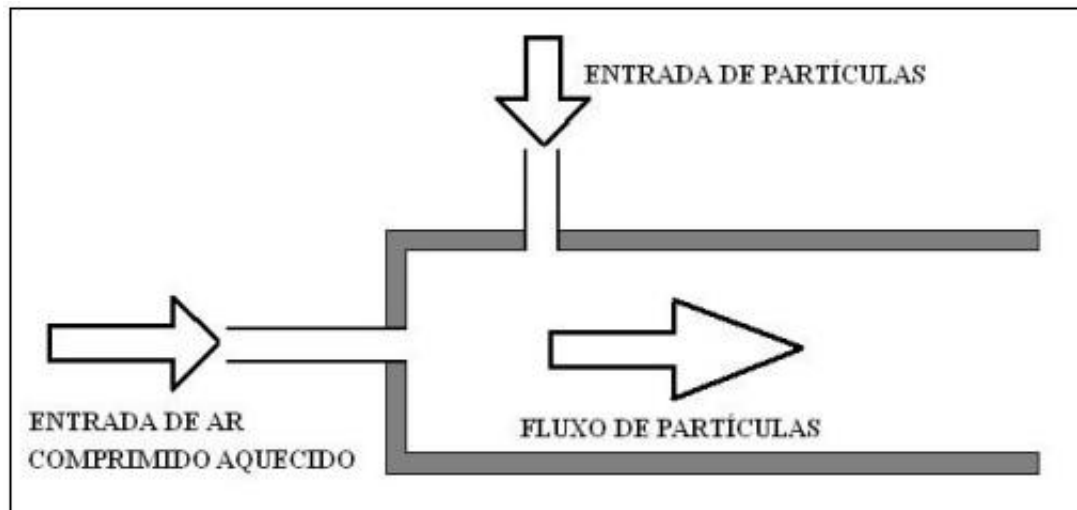 ENTRADA DE PARTÍCULAS
ENTRADA DE AR
COMPRIMIDO AQUECIDO
FLUXO DE PARTÍCULAS